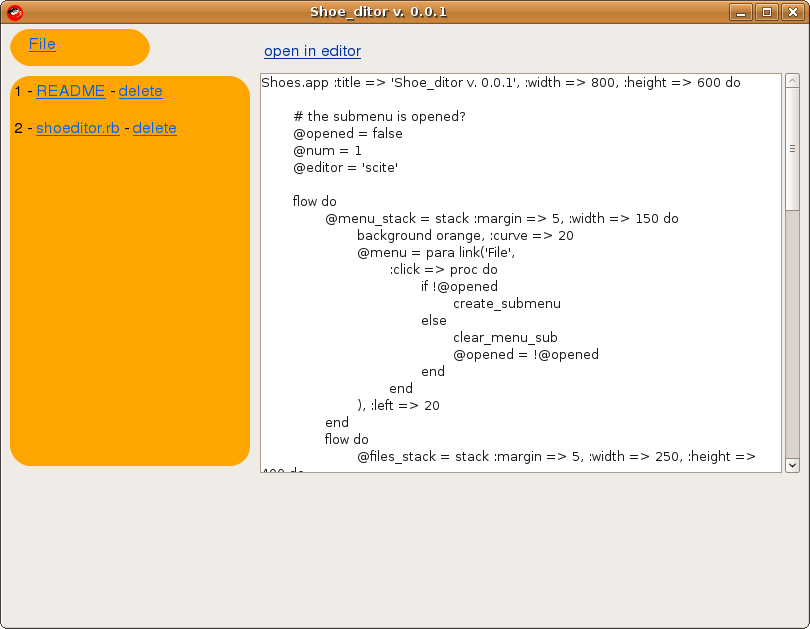 Shoe_ditor v. 0.0.1
File
open in editor
1 - README - delete
2 - shoeditor.rb - delete
Shoes.app :title => 'Shoe_ditor v. 0.0.1', :width => 800, :height => 600 do
# the submenu is opened?
@opened = false
@num = 1
@editor = 'scite'
flow do
@menu_stack = stack :margin => 5, :width => 150 do
background orange, :curve => 20
@menu = para link('File',
:click => proc do
if !@opened
create_submenu
else
clear_menu_sub
@opened = !@opened
end
end
), :left => 20
end
flow do
@files_stack = stack :margin => 5, :width => 250, :height =>
400 do